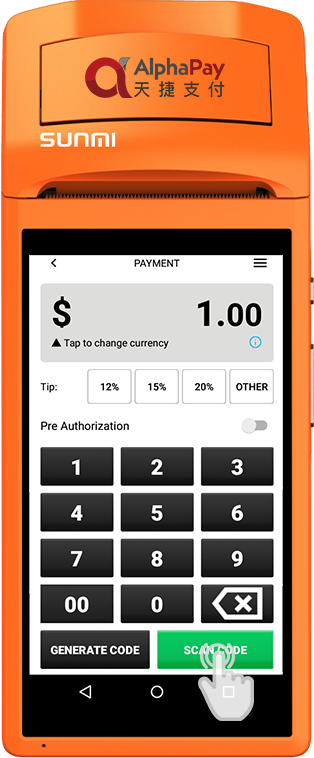 AlphaPay
天捷支付
SUNMI
PAYMENT
$ 1.00
Tap to change currency
Tip: 12% 15% 20% OTHER
Pre Authorization
1 2 3
4 5 6
7 8 9
00 0
GENERATE CODE SCAN CODE